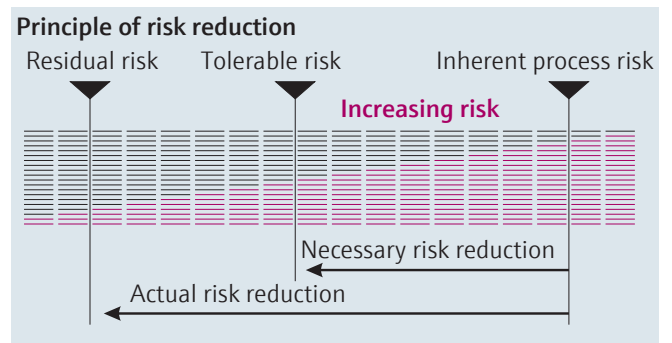 Principle of risk reduction
Residual risk Tolerable risk Inherent process risk
Increasing risk
Necessary risk reduction
Actual risk reduction